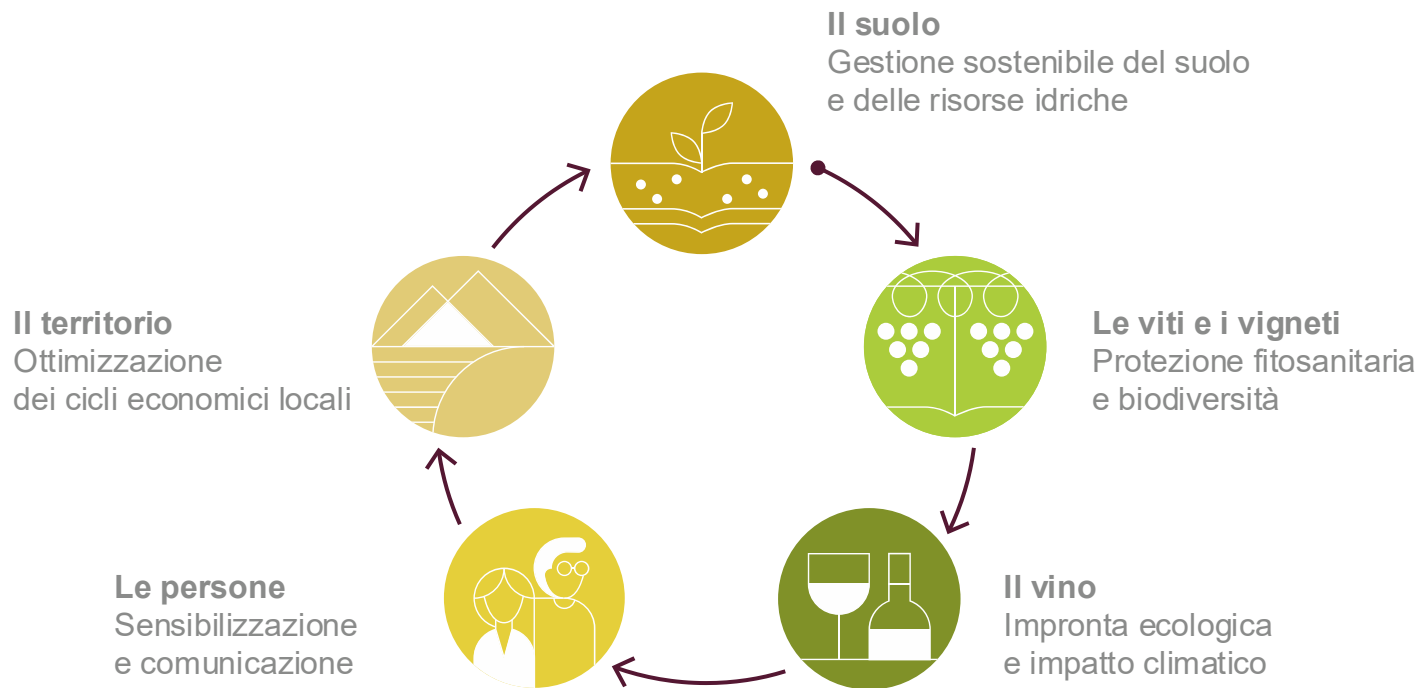 Il suolo
Gestione sostenibile del suolo
e delle risorse idriche
Le viti e i vigneti
Protezione fitosanitaria
e biodiversità
Il vino
Impronta ecologica
e impatto climatico
Le persone
Sensibilizzazione
e comunicazione
Il territorio
Ottimizzazione
dei cicli economici locali